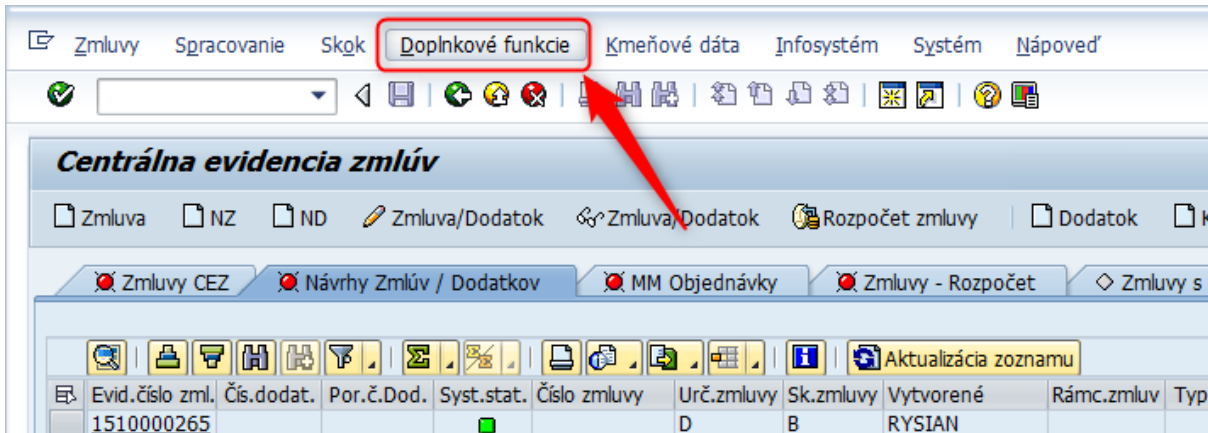 Zmluvy Spracovanie Skok Doplnkové funkcie Kmeňové dáta Infosystém Systém Nápoveď
Centrálna evidencia zmlúv
Zmluva NZ ND Zmluva/Dodatok Zmluva/Dodatok Rozpočet zmluvy Dodatok K
Zmluvy CEZ Návrhy Zmlúv / Dodatkov MM Objednávky Zmluvy - Rozpočet Zmluvy s
Aktualizácia zoznamu
Evid.číslo zml. Čís.dodat. Por.č.Dod. Syst.stat. Číslo zmluvy Urč.zmluvy Sk.zmluvy Vytvorené Rámc.zmluv Typ
1510000265 D B RYSIAN